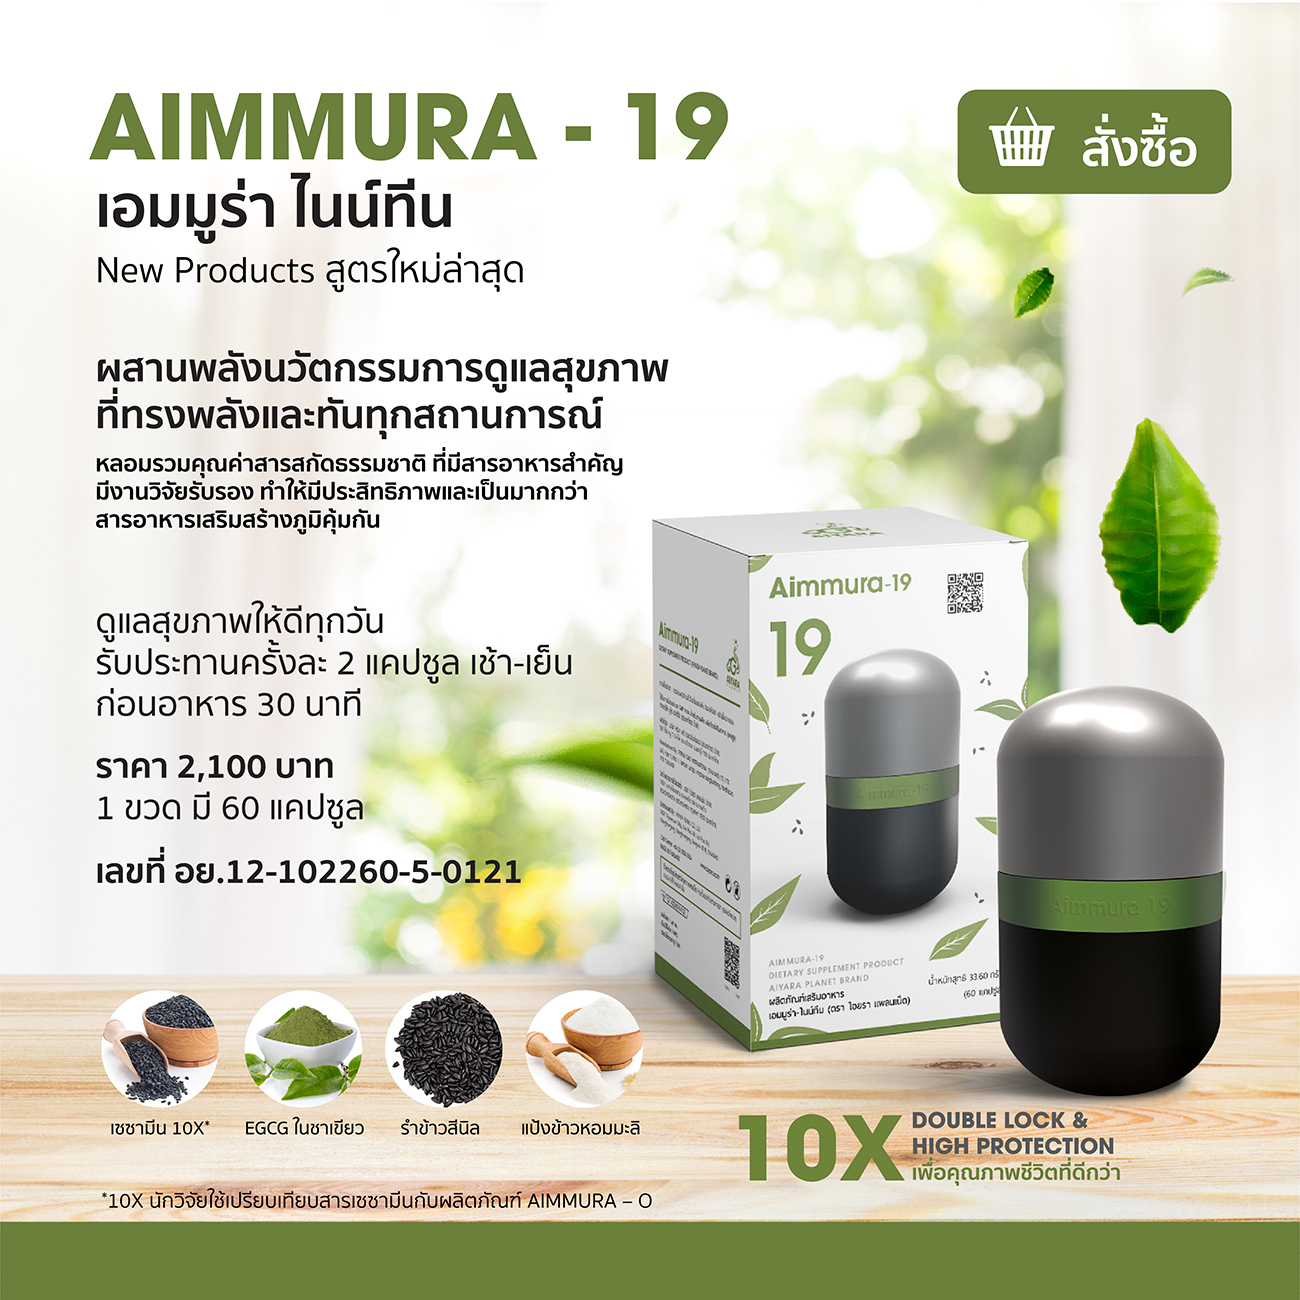 AIMMURA - 19
เอมมูร่า ไนน์ทีน
New Products สูตรใหม่ล่าสุด
สั่งซื้อ
ผสานพลังนวัตกรรมการดูแลสุขภาพ
ที่ทรงพลังและทันทุกสถานการณ์
หลอมรวมคุณค่าสารสกัดธรรมชาติ ที่มีสารอาหารสำคัญ
มีงานวิจัยรับรอง ทำให้มีประสิทธิภาพและเป็นมากกว่า
สารอาหารเสริมสร้างภูมิคุ้มกัน
ดูแลสุขภาพให้ดีทุกวัน
รับประทานครั้งละ 2 แคปซูล เช้า-เย็น
ก่อนอาหาร 30 นาที
ราคา 2,100 บาท
1 ขวด มี 60 แคปซูล
เลขที่ อย.12-102260-5-0121
AIYARA
Aimmura-19
19
Aimmura-19
AIYARA
Aimmura-19
Aimmura 19
AIMMURA-19
DIETARY SUPPLEMENT PRODUCT
AIYARA PLANET BRAND
ผลิตภัณฑ์เสริมอาหาร
เอมมูร่า-ไนน์ทีน (ตรา ไอยรา แพลนเน็ต)
น้ำหนักสุทธิ 33.60
(60
เซซามีน 10X*
EGCG ในชาเขียว
รำข้าวสีนิล
แป้งข้าวหอมมะลิ
10X DOUBLE LOCK &
HIGH PROTECTION
เพื่อคุณภาพชีวิตที่ดีกว่า
*10X นักวิจัยใช้เปรียบเทียบสารเซซามีนกับผลิตภัณฑ์ AIMMURA – O